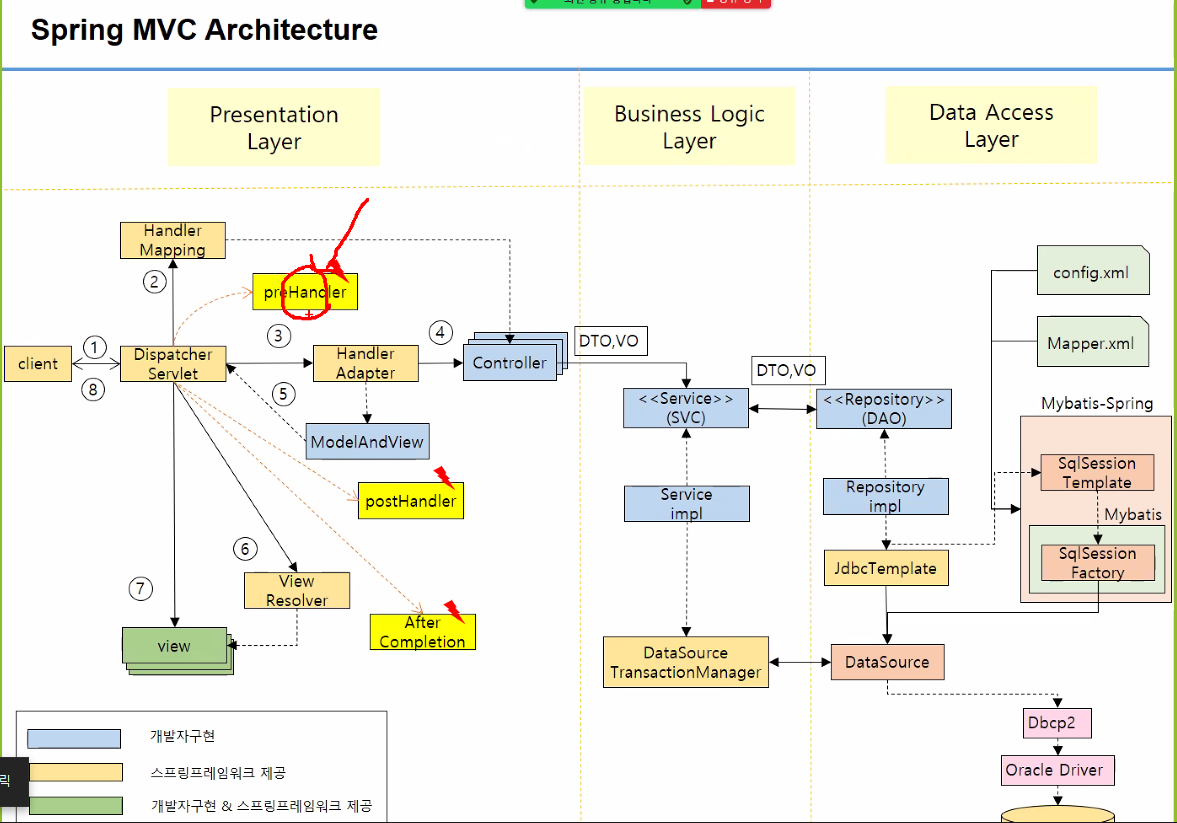 Spring MVC Architecture
Presentation
Layer
Business Logic
Layer
Data Access
Layer
Handler
Mapping
②
preHandler
config.xml
③
④
DTO,VO
Mapper.xml
①
client
Dispatcher
Servlet
Handler
Adapter
Controller
DTO,VO
⑧
⑤
<<Service>>
(SVC)
<<Repository>>
(DAO)
Mybatis-Spring
ModelAndView
SqlSession
Template
postHandler
Service
impl
Repository
impl
Mybatis
⑥
SqlSession
Factory
JdbcTemplate
⑦
View
Resolver
After
Completion
view
DataSource
TransactionManager
DataSource
Dbcp2
Oracle Driver
개발자구현
스프링프레임워크 제공
개발자구현 & 스프링프레임워크 제공
릭